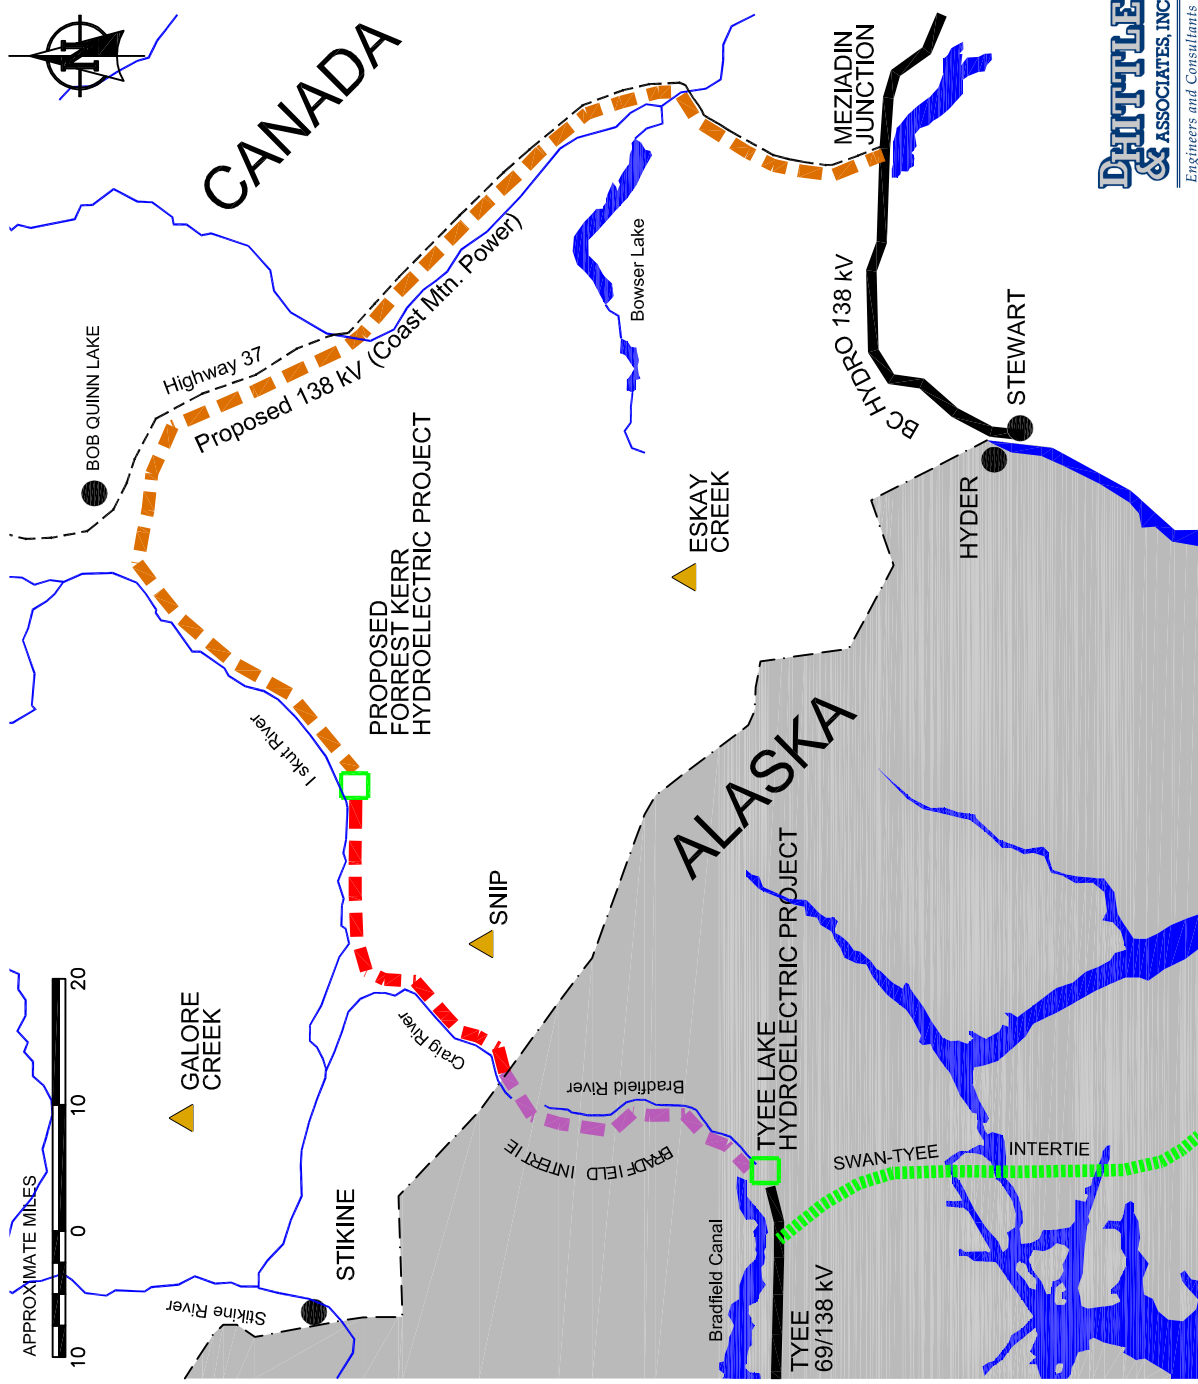 CANADA
MEZIADIN
JUNCTION
DHITTLE
& ASSOCIATES, INC
Engineers and Consultants
BOB QUINN LAKE
Highway 37
Proposed 138 kV (Coast Mtn. Power)
Bowser Lake
BC HYDRO 138 kV
STEWART
HYDER
ESKAY
CREEK
PROPOSED
FORREST KERR
HYDROELECTRIC PROJECT
Iskut River
ALASKA
SNIP
GALORE
CREEK
Craig River
Bradfield River
BRADFIELD INTERTIE
TYEE LAKE
HYDROELECTRIC PROJECT
SWAN-TYEE INTERTIE
STIKINE
Stikine River
Bradfield Canal
TYEE
69/138 kV
APPROXIMATE MILES
10 0 10 20
N